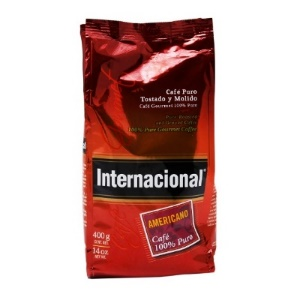 Café Puro
Tostado y Molido
Café Gourmet 100% Puro
100% Pure Gourmet Coffee
Internacional
AMERICANO
Café
100% Puro
400 g
14 OZ.